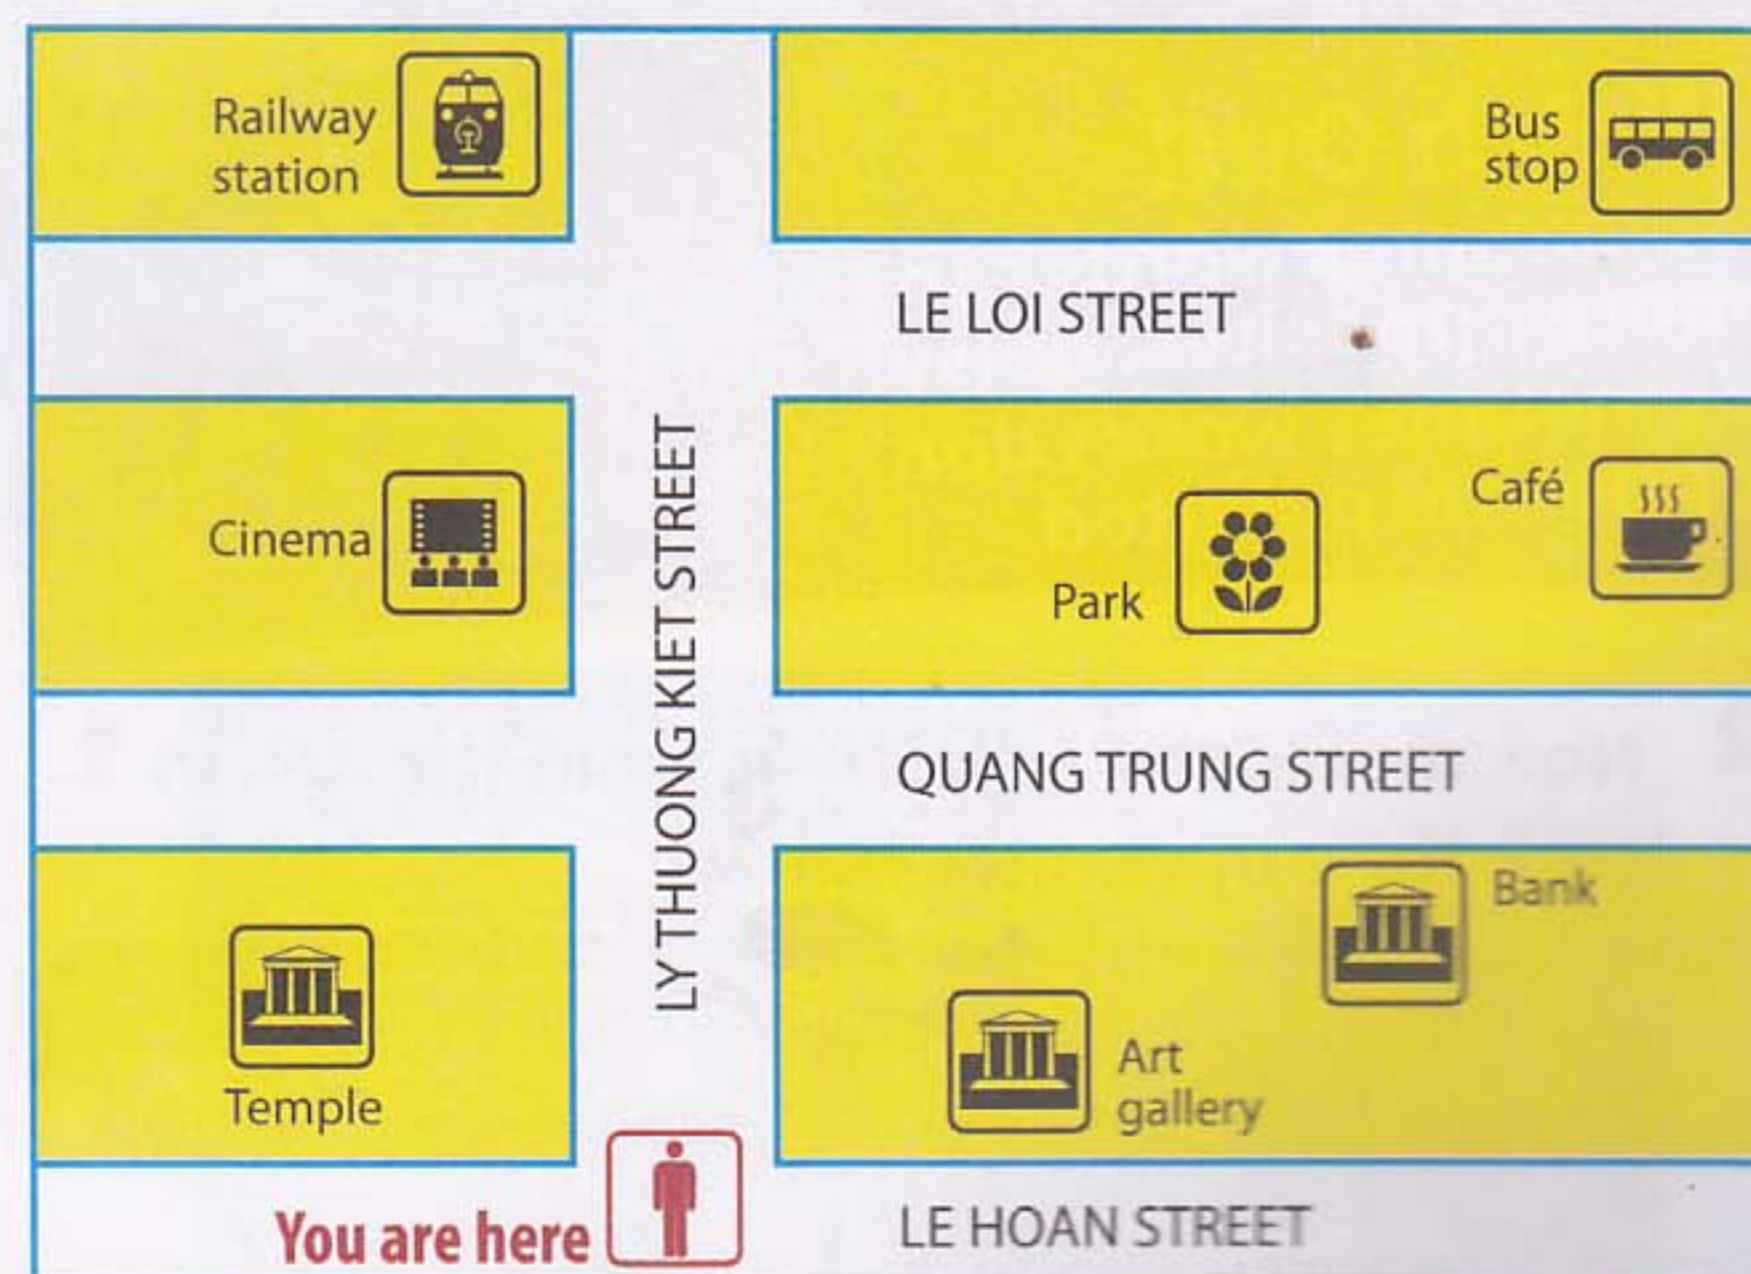 Railway
station
Bus
stop
LE LOI STREET
Cinema
LY THUONG KIET STREET
Café
Park
QUANG TRUNG STREET
Temple
Bank
Art
gallery
You are here
LE HOAN STREET